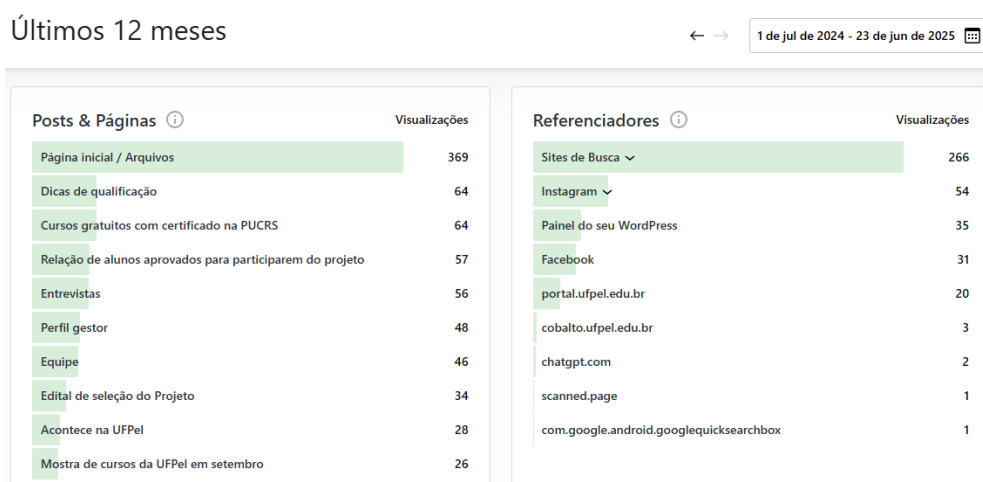 Últimos 12 meses
← → 1 de jul de 2024 - 23 de jun de 2025
Posts & Páginas Visualizações
Página inicial / Arquivos 369
Dicas de qualificação 64
Cursos gratuitos com certificado na PUCRS 64
Relação de alunos aprovados para participarem do projeto 57
Entrevistas 56
Perfil gestor 48
Equipe 46
Edital de seleção do Projeto 34
Acontece na UFPel 28
Mostra de cursos da UFPel em setembro 26
Referenciadores Visualizações
Sites de Busca 266
Instagram 54
Painel do seu WordPress 35
Facebook 31
portal.ufpel.edu.br 20
cobalto.ufpel.edu.br 3
chatgpt.com 2
scanned.page 1
com.google.android.googlequicksearchbox 1